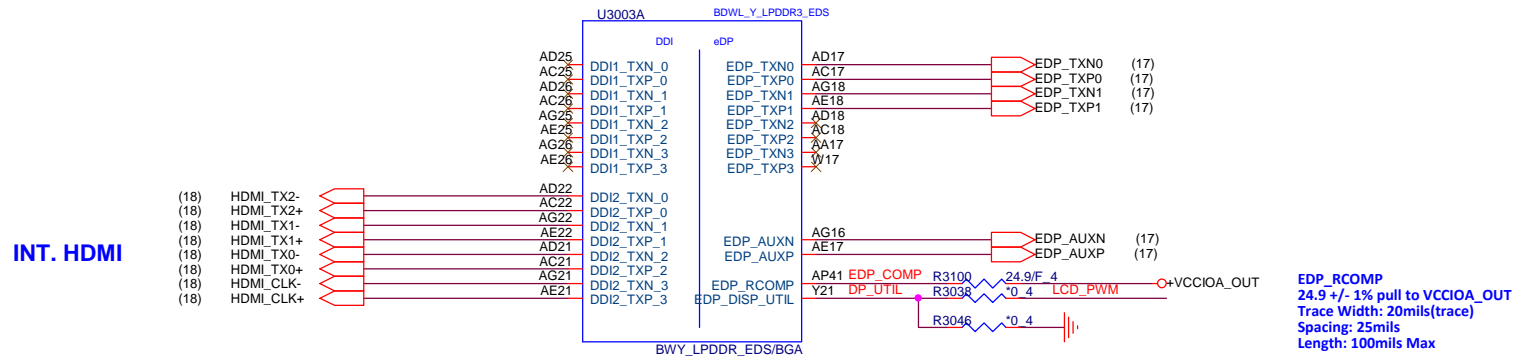 U3003A
BDWL_Y_LPDDR3_EDS
DDI
eDP
AD25 DDI1_TXN_0
AC25 DDI1_TXP_0
AD26 DDI1_TXN_1
AC26 DDI1_TXP_1
AG25 DDI1_TXN_2
AE25 DDI1_TXP_2
AG26 DDI1_TXN_3
AE26 DDI1_TXP_3
EDP_TXN0 AD17 EDP_TXN0 (17)
EDP_TXP0 AC17 EDP_TXP0 (17)
EDP_TXN1 AG18 EDP_TXN1 (17)
EDP_TXP1 AE18 EDP_TXP1 (17)
EDP_TXN2 AD18
EDP_TXP2 AC18
EDP_TXN3 AA17
EDP_TXP3 W17
INT. HDMI
(18) HDMI_TX2- AD22 DDI2_TXN_0
(18) HDMI_TX2+ AC22 DDI2_TXP_0
(18) HDMI_TX1- AG22 DDI2_TXN_1
(18) HDMI_TX1+ AE22 DDI2_TXP_1
(18) HDMI_TX0- AD21 DDI2_TXN_2
(18) HDMI_TX0+ AC21 DDI2_TXP_2
(18) HDMI_CLK- AG21 DDI2_TXN_3
(18) HDMI_CLK+ AE21 DDI2_TXP_3
EDP_AUXN AG16 EDP_AUXN (17)
EDP_AUXP AE17 EDP_AUXP (17)
EDP_RCOMP AP41 EDP_COMP R3100 24.9/F_4 +VCCIOA_OUT
EDP_DISP_UTIL Y21 DP_UTIL R3038 *0_4 LCD_PWM
R3046 *0_4
BWY_LPDDR_EDS/BGA
EDP_RCOMP
24.9 +/- 1% pull to VCCIOA_OUT
Trace Width: 20mils(trace)
Spacing: 25mils
Length: 100mils Max